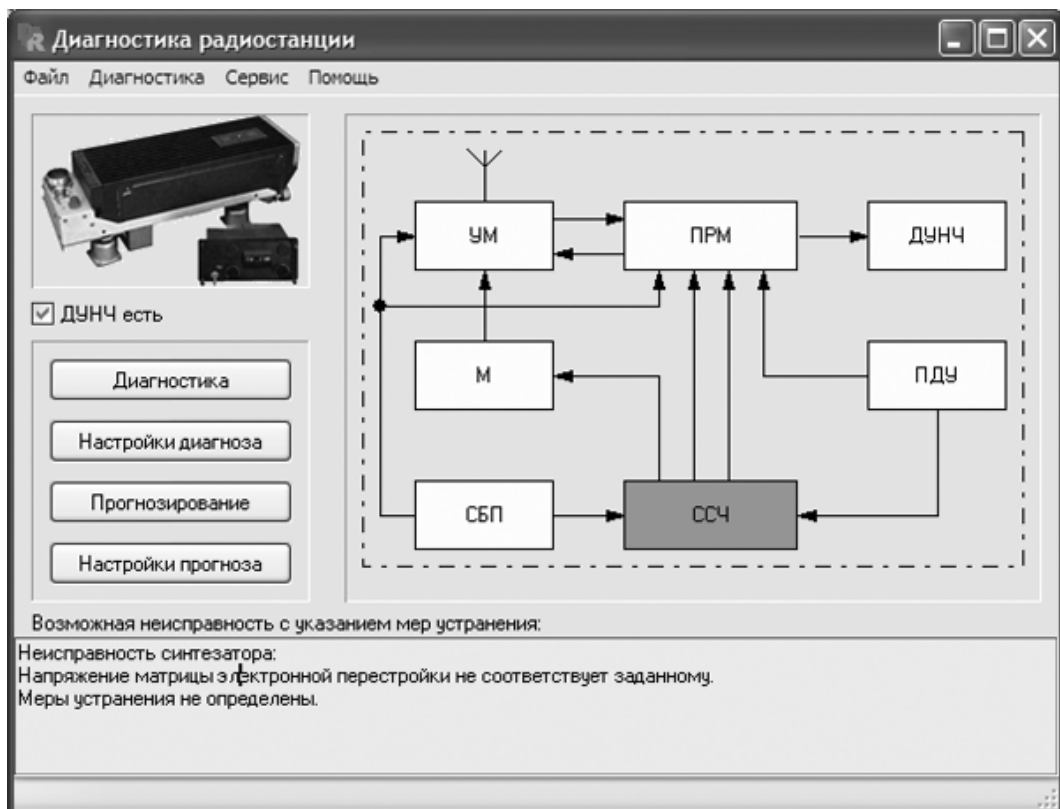 Диагностика радиостанции
Файл Диагностика Сервис Помощь
УМ ПРМ ДУНЧ
ДУНЧ есть
М ПДУ
Диагностика
Настройки диагноза
Прогнозирование
СБП ССЧ
Настройки прогноза
Возможная неисправность с указанием мер устранения:
Неисправность синтезатора:
Напряжение матрицы электронной перестройки не соответствует заданному.
Меры устранения не определены.